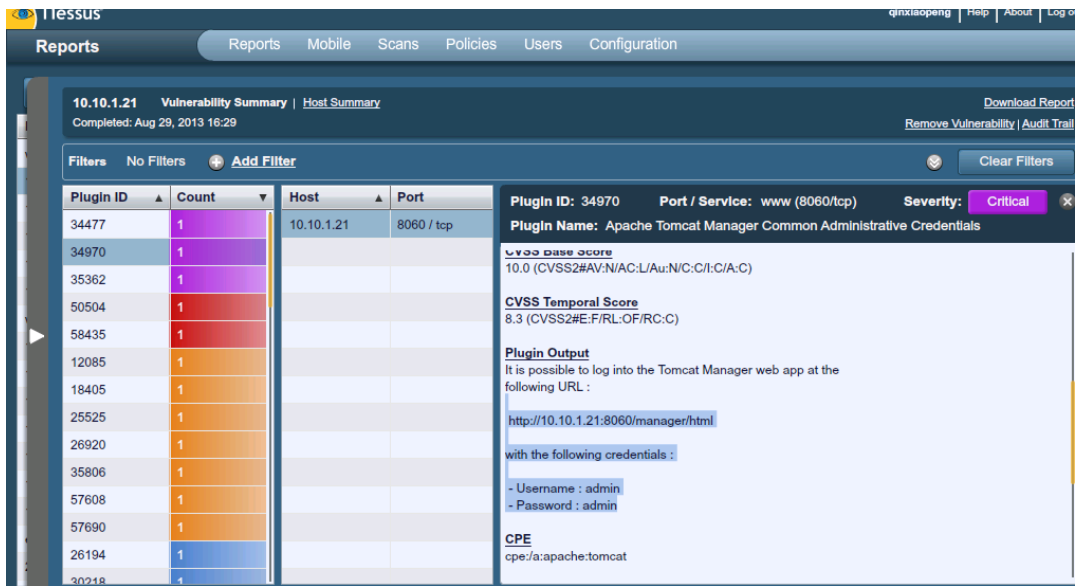 Nessus
qinxiaopeng | Help | About | Log o
Reports
Reports Mobile Scans Policies Users Configuration
10.10.1.21 Vulnerability Summary | Host Summary
Download Report
Completed: Aug 29, 2013 16:29
Remove Vulnerability | Audit Trail
Filters No Filters Add Filter
Clear Filters
Plugin ID Count Host Port
34477 1 10.10.1.21 8060 / tcp
34970 1
35362 1
50504 1
58435 1
12085 1
18405 1
25525 1
26920 1
35806 1
57608 1
57690 1
26194 1
30218 1
Plugin ID: 34970 Port / Service: www (8060/tcp) Severity: Critical
Plugin Name: Apache Tomcat Manager Common Administrative Credentials
CVSS Base Score
10.0 (CVSS2#AV:N/AC:L/Au:N/C:C/I:C/A:C)
CVSS Temporal Score
8.3 (CVSS2#E:F/RL:OF/RC:C)
Plugin Output
It is possible to log into the Tomcat Manager web app at the
following URL :
http://10.10.1.21:8060/manager/html
with the following credentials :
- Username : admin
- Password : admin
CPE
cpe:/a:apache:tomcat